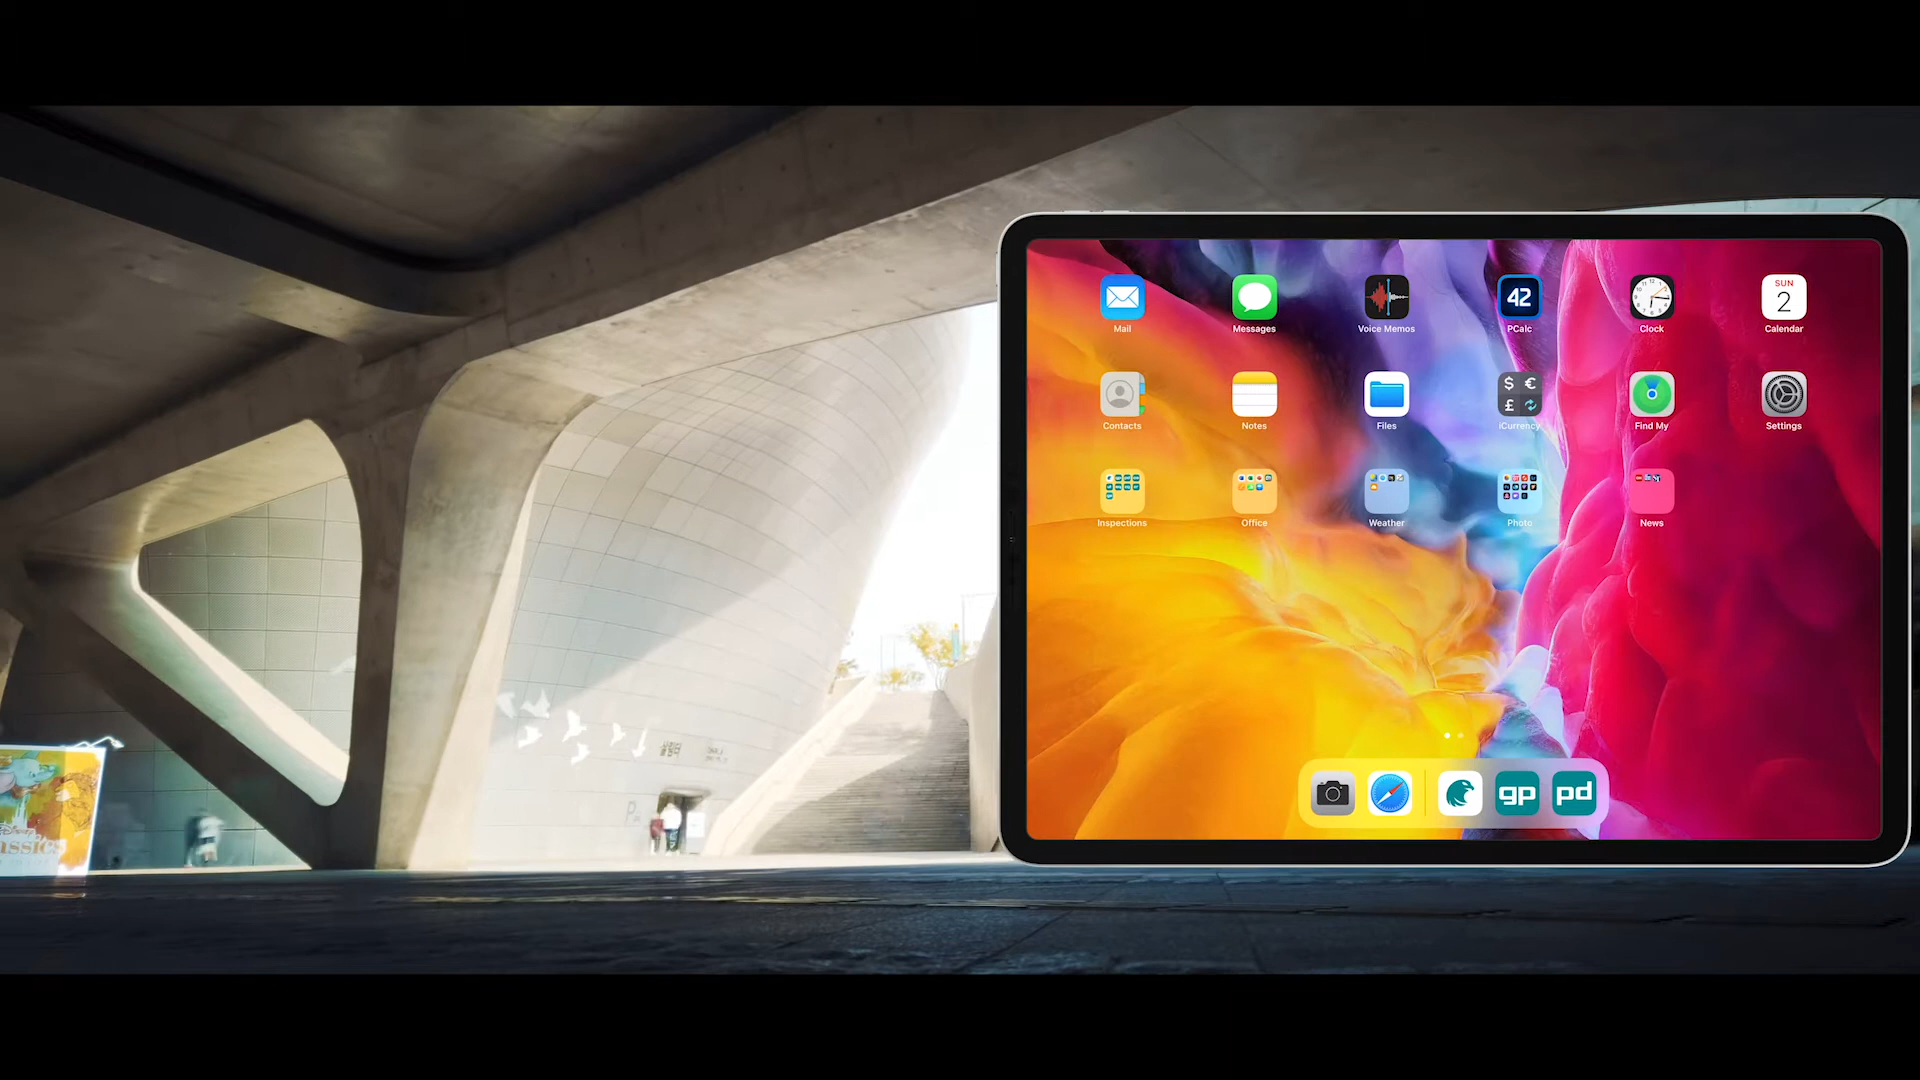 Mail
Messages
Voice Memos
42
PCalc
Clock
SUN
2
Calendar
Contacts
Notes
Files
$ €
£
iCurrency
Find My
Settings
Inspections
Office
Weather
Photo
News
gp
pd